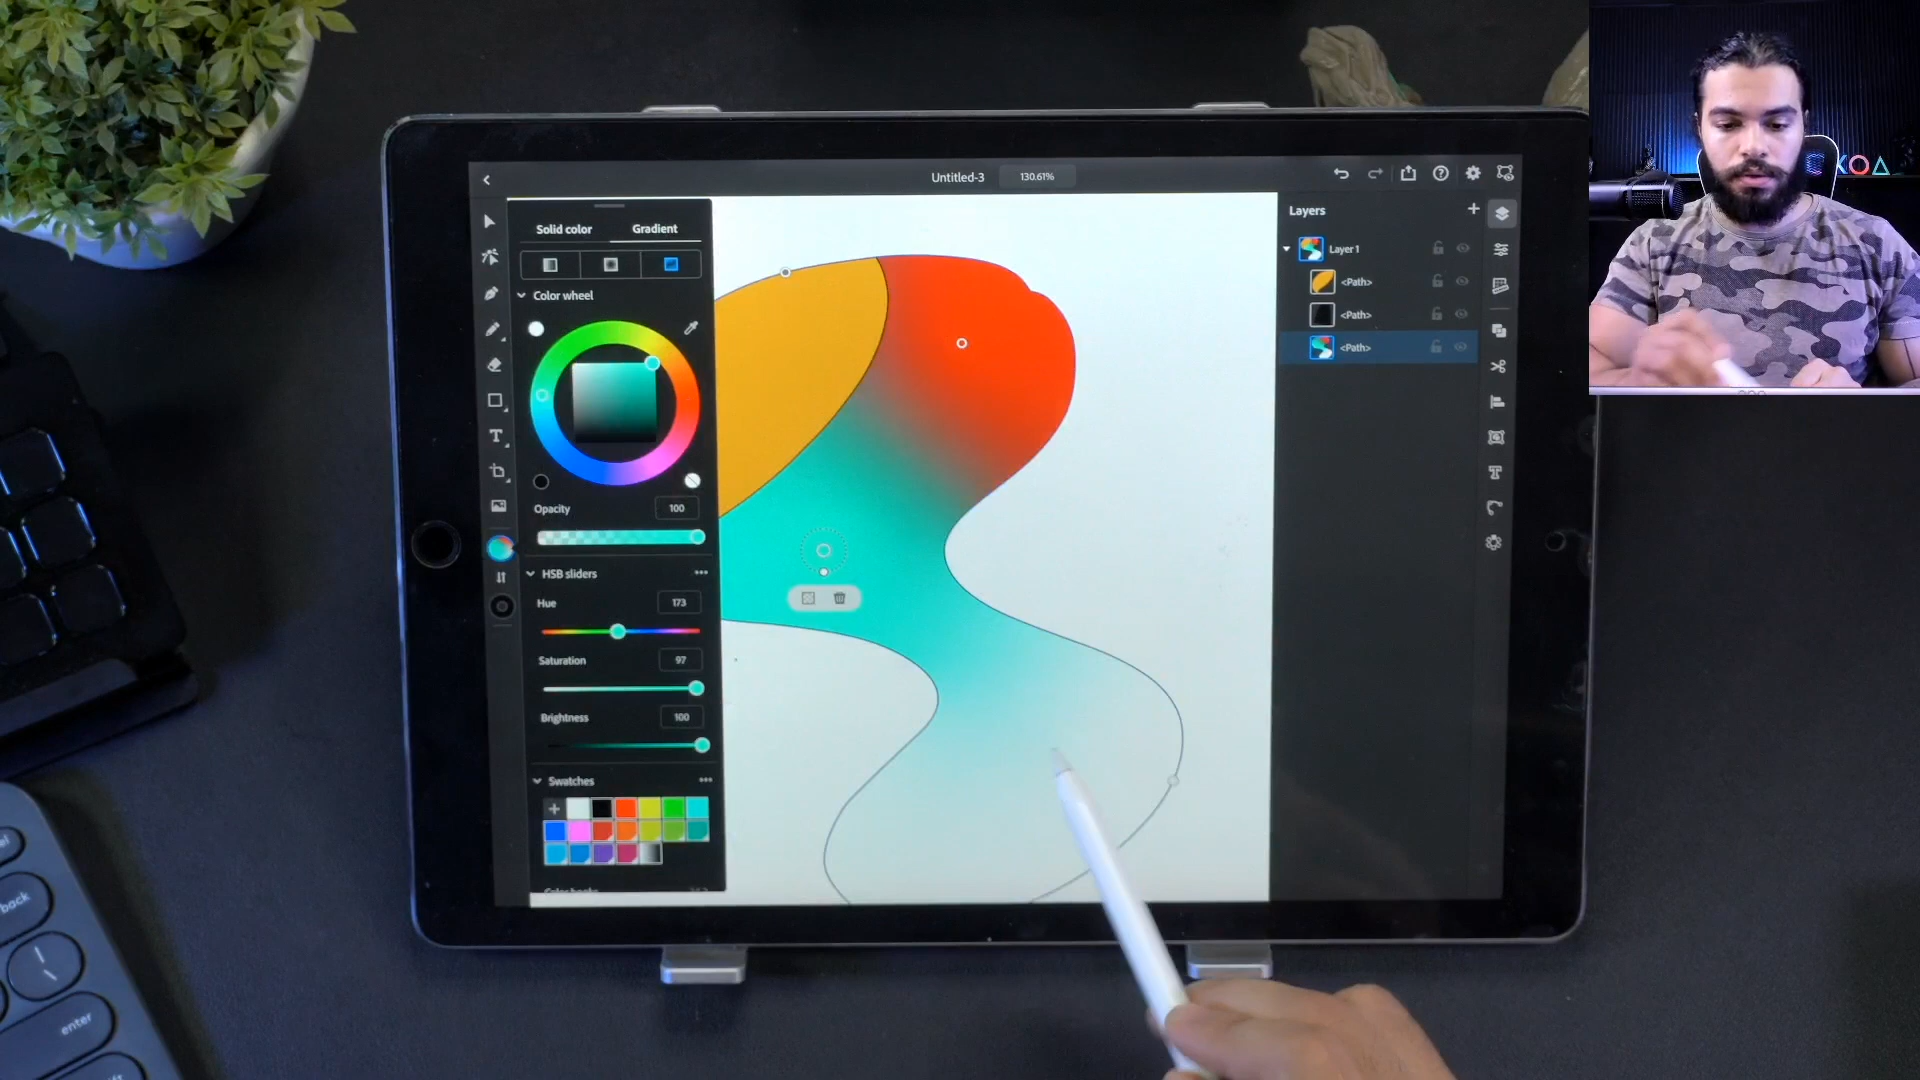 Untitled-3
130.61%
Solid color
Gradient
Color wheel
Opacity
100
HSB sliders
Hue
173
Saturation
97
Brightness
100
Swatches
Layers
Layer 1
<Path>
<Path>
<Path>
KOA
back
enter